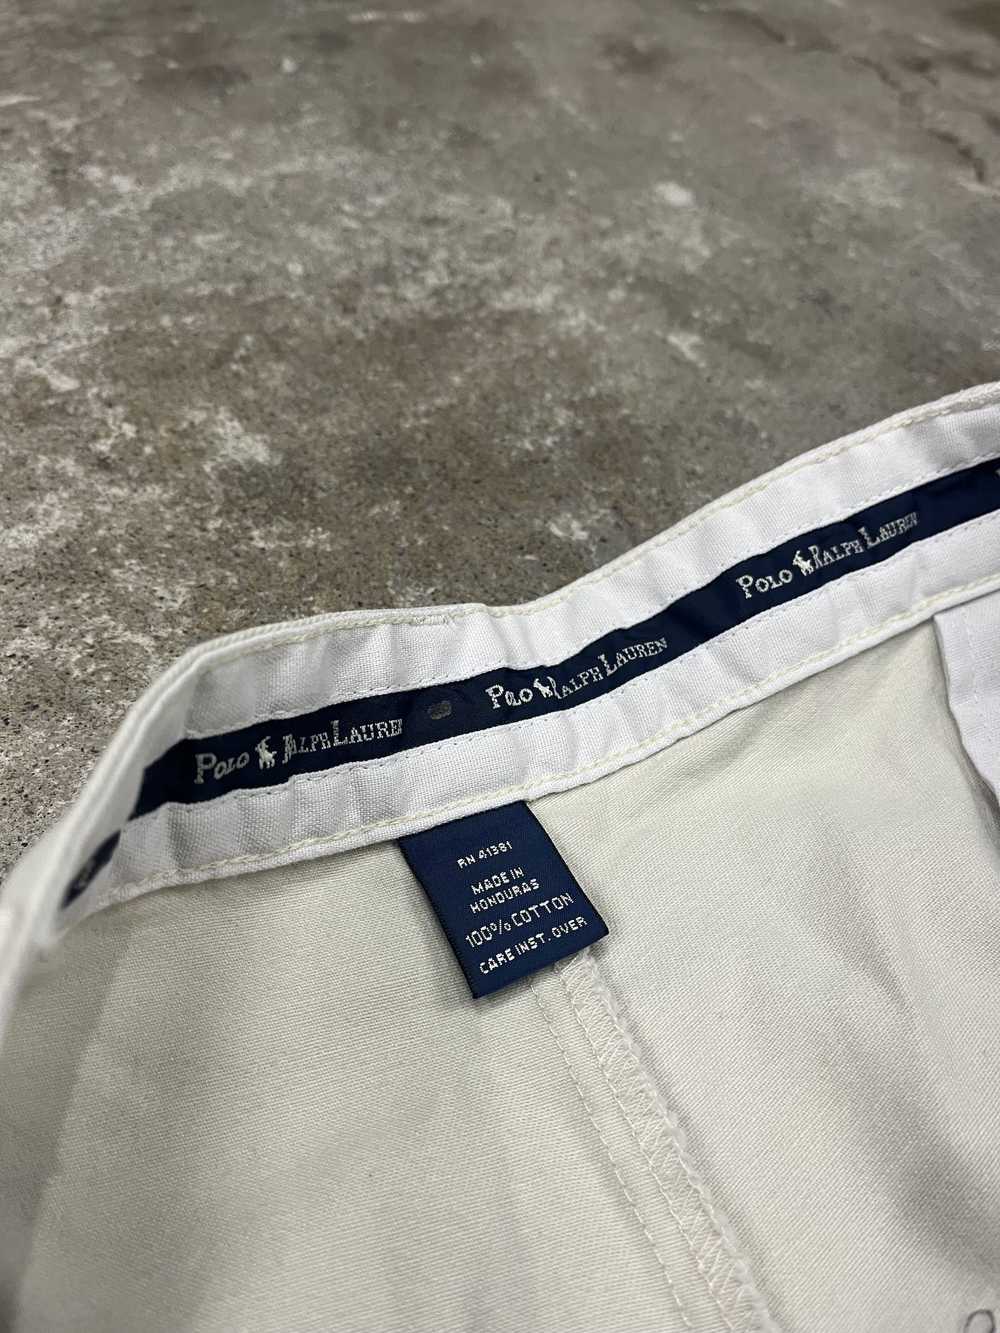 POLO RALPH LAUREN
POLO RALPH LAUREN
POLO RALPH LAUREN
RN 41381
MADE IN
HONDURAS
100% COTTON
CARE INST. OVER